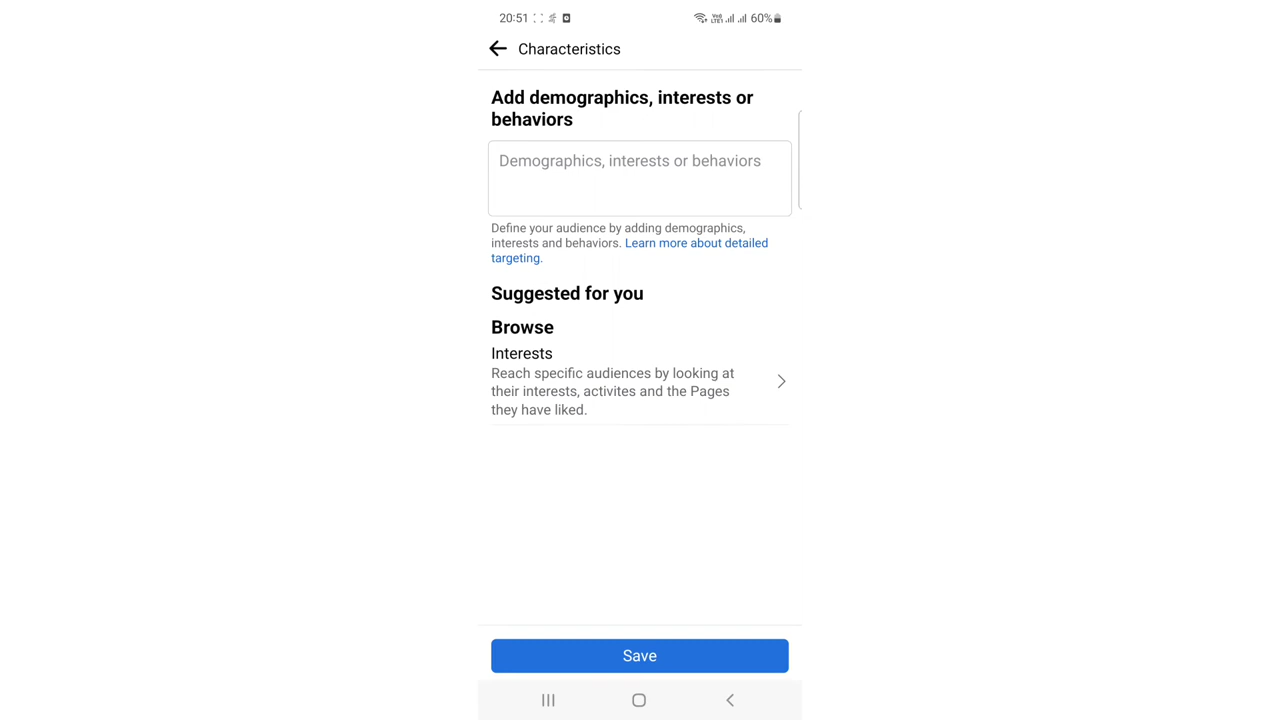 20:51 60%
Characteristics
Add demographics, interests or
behaviors
Demographics, interests or behaviors
Define your audience by adding demographics,
interests and behaviors. Learn more about detailed
targeting.
Suggested for you
Browse
Interests
Reach specific audiences by looking at
their interests, activites and the Pages
they have liked.
Save